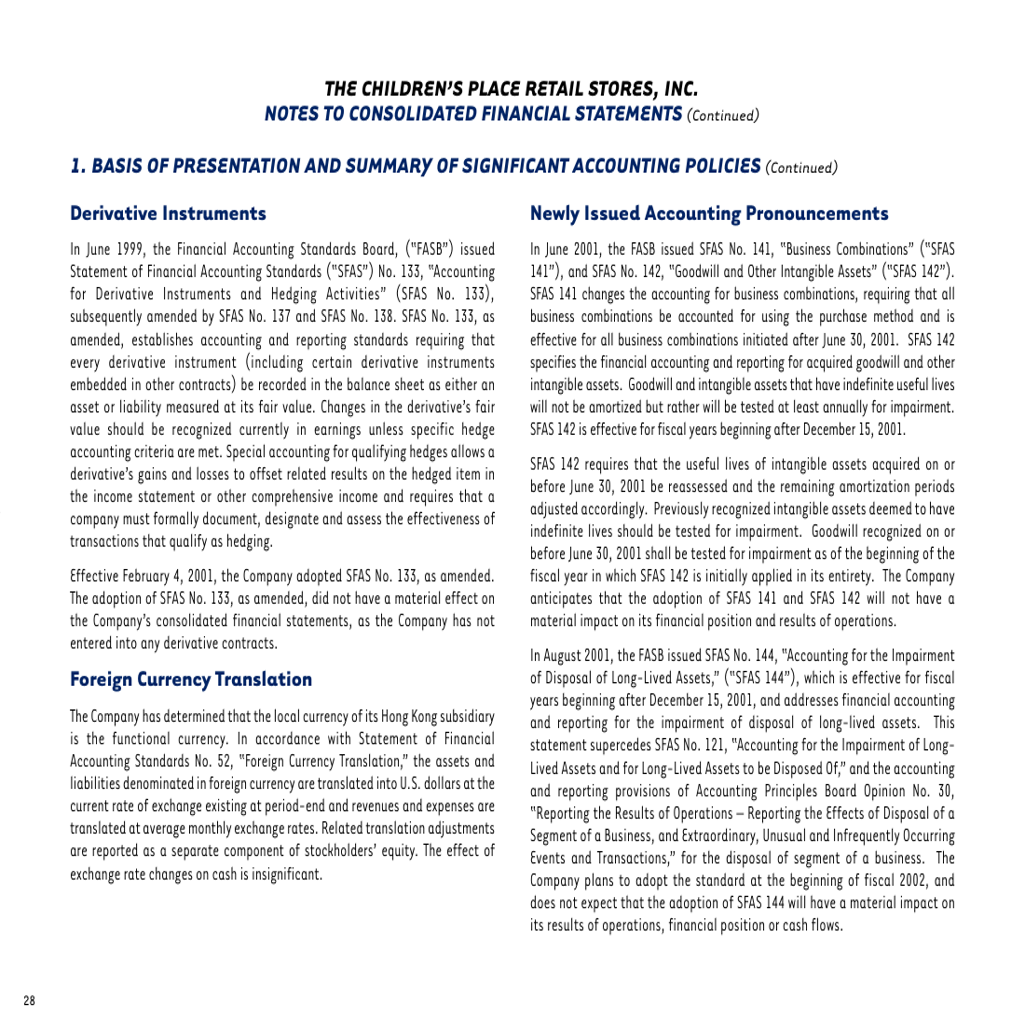 THE CHILDREN'S PLACE RETAIL STORES, INC.
NOTES TO CONSOLIDATED FINANCIAL STATEMENTS (Continued)
1. BASIS OF PRESENTATION AND SUMMARY OF SIGNIFICANT ACCOUNTING POLICIES (Continued)
Derivative Instruments
In June 1999, the Financial Accounting Standards Board, ("FASB") issued
Statement of Financial Accounting Standards ("SFAS") No. 133, "Accounting
for Derivative Instruments and Hedging Activities" (SFAS No. 133),
subsequently amended by SFAS No. 137 and SFAS No. 138. SFAS No. 133, as
amended, establishes accounting and reporting standards requiring that
every derivative instrument (including certain derivative instruments
embedded in other contracts) be recorded in the balance sheet as either an
asset or liability measured at its fair value. Changes in the derivative's fair
value should be recognized currently in earnings unless specific hedge
accounting criteria are met. Special accounting for qualifying hedges allows a
derivative's gains and losses to offset related results on the hedged item in
the income statement or other comprehensive income and requires that a
company must formally document, designate and assess the effectiveness of
transactions that qualify as hedging.
Effective February 4, 2001, the Company adopted SFAS No. 133, as amended.
The adoption of SFAS No. 133, as amended, did not have a material effect on
the Company's consolidated financial statements, as the Company has not
entered into any derivative contracts.
Foreign Currency Translation
The Company has determined that the local currency of its Hong Kong subsidiary
is the functional currency. In accordance with Statement of Financial
Accounting Standards No. 52, "Foreign Currency Translation," the assets and
liabilities denominated in foreign currency are translated into U.S. dollars at the
current rate of exchange existing at period-end and revenues and expenses are
translated at average monthly exchange rates. Related translation adjustments
are reported as a separate component of stockholders' equity. The effect of
exchange rate changes on cash is insignificant.
Newly Issued Accounting Pronouncements
In June 2001, the FASB issued SFAS No. 141, "Business Combinations" ("SFAS
141"), and SFAS No. 142, "Goodwill and Other Intangible Assets" ("SFAS 142").
SFAS 141 changes the accounting for business combinations, requiring that all
business combinations be accounted for using the purchase method and is
effective for all business combinations initiated after June 30, 2001. SFAS 142
specifies the financial accounting and reporting for acquired goodwill and other
intangible assets. Goodwill and intangible assets that have indefinite useful lives
will not be amortized but rather will be tested at least annually for impairment.
SFAS 142 is effective for fiscal years beginning after December 15, 2001.
SFAS 142 requires that the useful lives of intangible assets acquired on or
before June 30, 2001 be reassessed and the remaining amortization periods
adjusted accordingly. Previously recognized intangible assets deemed to have
indefinite lives should be tested for impairment. Goodwill recognized on or
before June 30, 2001 shall be tested for impairment as of the beginning of the
fiscal year in which SFAS 142 is initially applied in its entirety. The Company
anticipates that the adoption of SFAS 141 and SFAS 142 will not have a
material impact on its financial position and results of operations.
In August 2001, the FASB issued SFAS No. 144, "Accounting for the Impairment
of Disposal of Long-Lived Assets," ("SFAS 144"), which is effective for fiscal
years beginning after December 15, 2001, and addresses financial accounting
and reporting for the impairment of disposal of long-lived assets. This
statement supercedes SFAS No. 121, "Accounting for the Impairment of Long-
Lived Assets and for Long-Lived Assets to be Disposed Of," and the accounting
and reporting provisions of Accounting Principles Board Opinion No. 30,
"Reporting the Results of Operations – Reporting the Effects of Disposal of a
Segment of a Business, and Extraordinary, Unusual and Infrequently Occurring
Events and Transactions," for the disposal of segment of a business. The
Company plans to adopt the standard at the beginning of fiscal 2002, and
does not expect that the adoption of SFAS 144 will have a material impact on
its results of operations, financial position or cash flows.
28